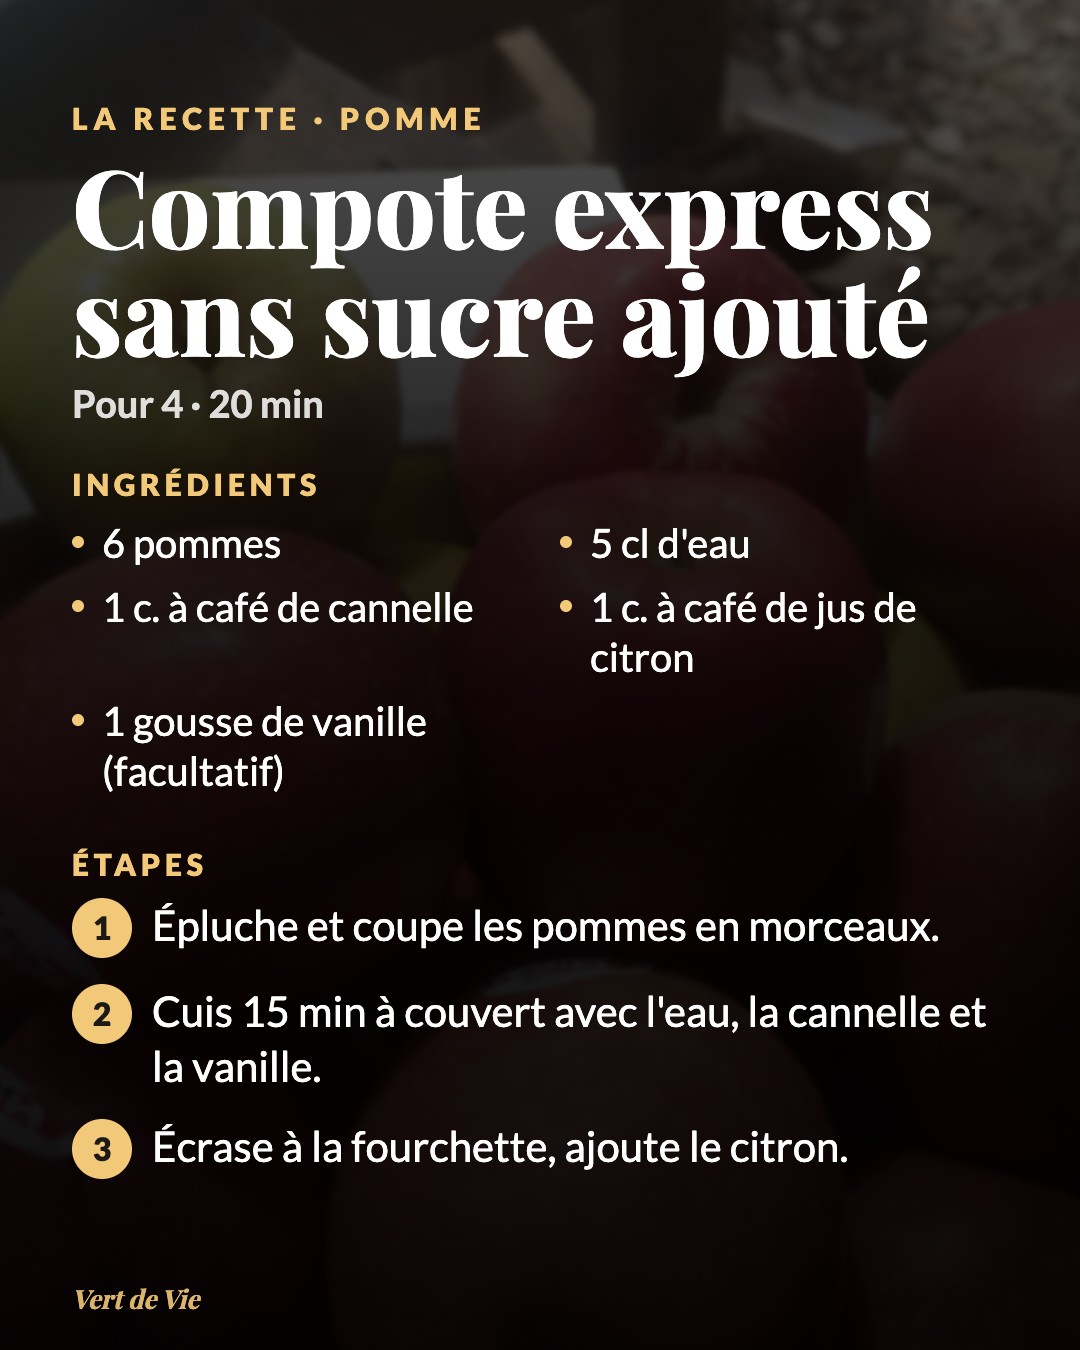 LA RECETTE · POMME
Compote express
sans sucre ajouté
Pour 4 · 20 min
INGRÉDIENTS
• 6 pommes
• 5 cl d'eau
• 1 c. à café de cannelle
• 1 c. à café de jus de
citron
• 1 gousse de vanille
(facultatif)
ÉTAPES
1 Épluche et coupe les pommes en morceaux.
2 Cuis 15 min à couvert avec l'eau, la cannelle et
la vanille.
3 Écrase à la fourchette, ajoute le citron.
Vert de Vie